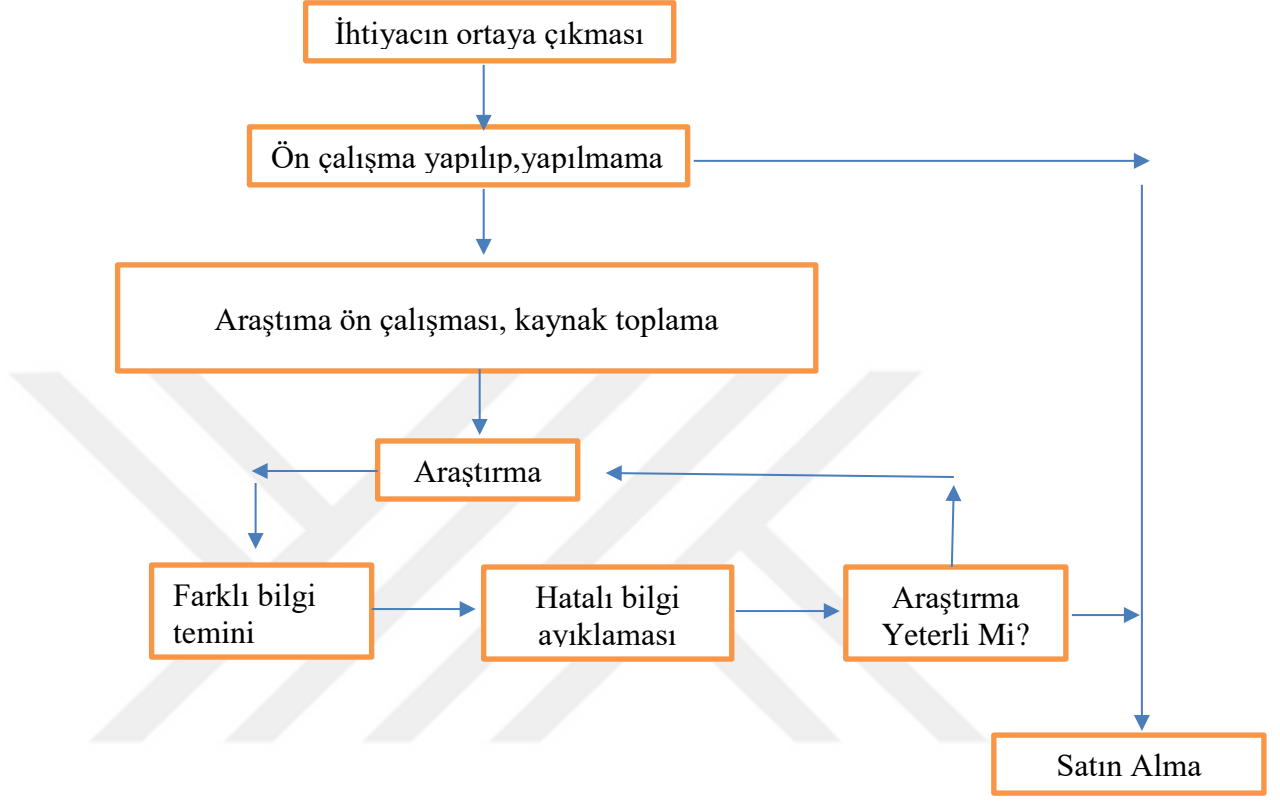 İhtiyacın ortaya çıkması
Ön çalışma yapılıp,yapılmama
Araştıma ön çalışması, kaynak toplama
Araştırma
Farklı bilgi
temini
Hatalı bilgi
ayıklaması
Araştırma
Yeterli Mi?
Satın Alma